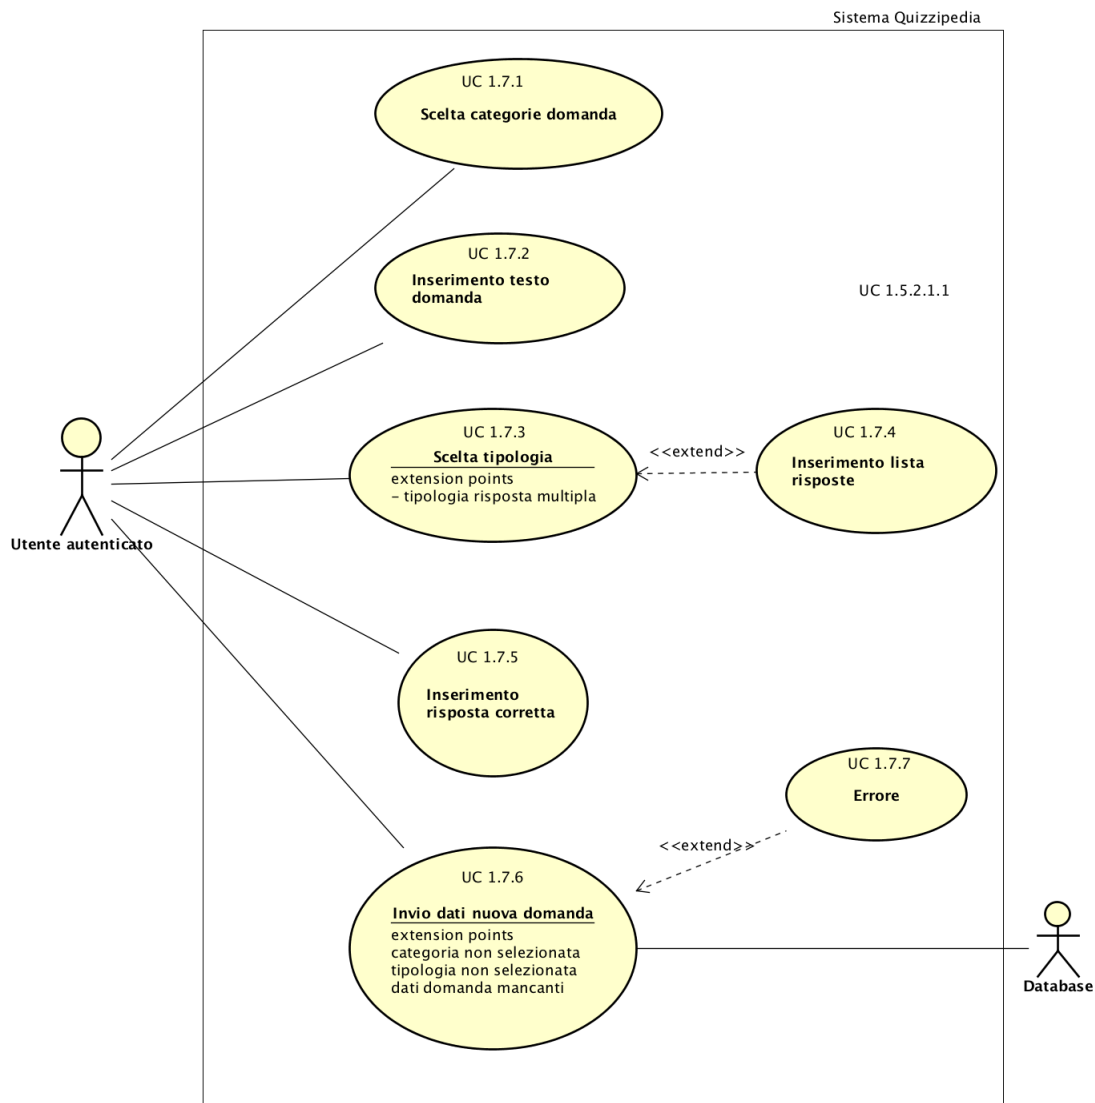 Sistema Quizzipedia
UC 1.7.1
Scelta categorie domanda
UC 1.7.2
Inserimento testo
domanda
UC 1.5.2.1.1
UC 1.7.3
Scelta tipologia
extension points
- tipologia risposta multipla
<<extend>>
UC 1.7.4
Inserimento lista
risposte
Utente autenticato
UC 1.7.5
Inserimento
risposta corretta
UC 1.7.7
Errore
<<extend>>
UC 1.7.6
Invio dati nuova domanda
extension points
categoria non selezionata
tipologia non selezionata
dati domanda mancanti
Database